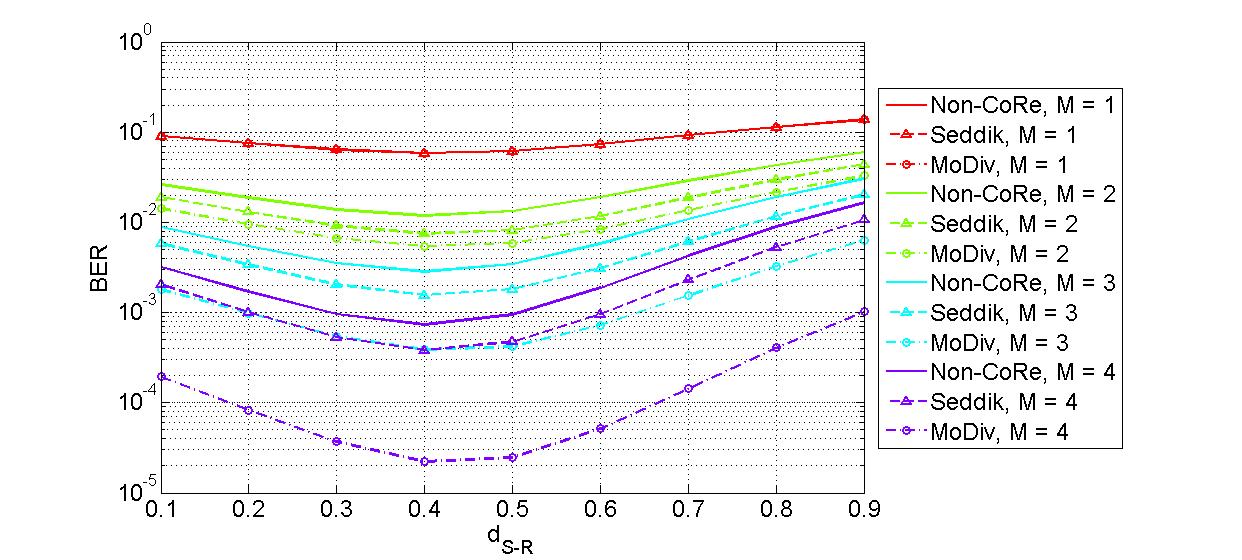 10^0
10^-1
10^-2
10^-3
10^-4
10^-5
BER
0.1 0.2 0.3 0.4 0.5 0.6 0.7 0.8 0.9
d_S-R
Non-CoRe, M = 1
Seddik, M = 1
MoDiv, M = 1
Non-CoRe, M = 2
Seddik, M = 2
MoDiv, M = 2
Non-CoRe, M = 3
Seddik, M = 3
MoDiv, M = 3
Non-CoRe, M = 4
Seddik, M = 4
MoDiv, M = 4